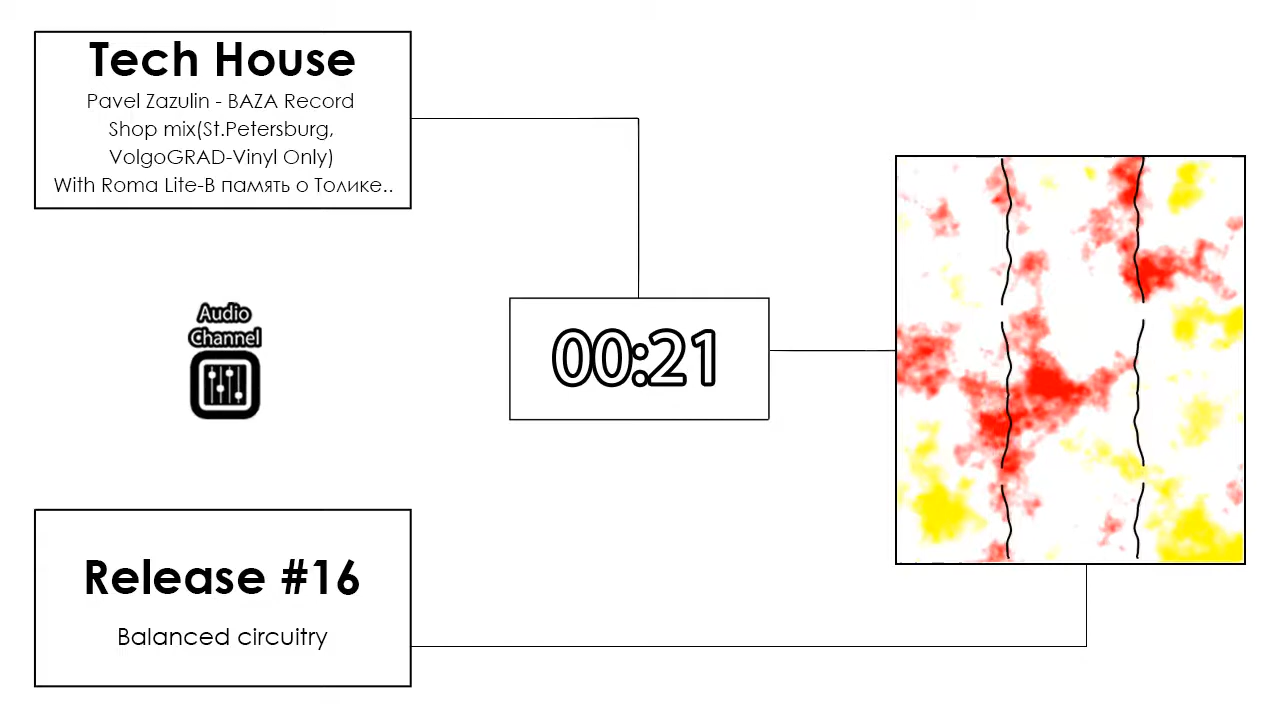 Tech House
Pavel Zazulin - BAZA Record
Shop mix(St.Petersburg,
VolgoGRAD-Vinyl Only)
With Roma Lite-В память о Толике..
Audio
Channel
00:21
Release #16
Balanced circuitry